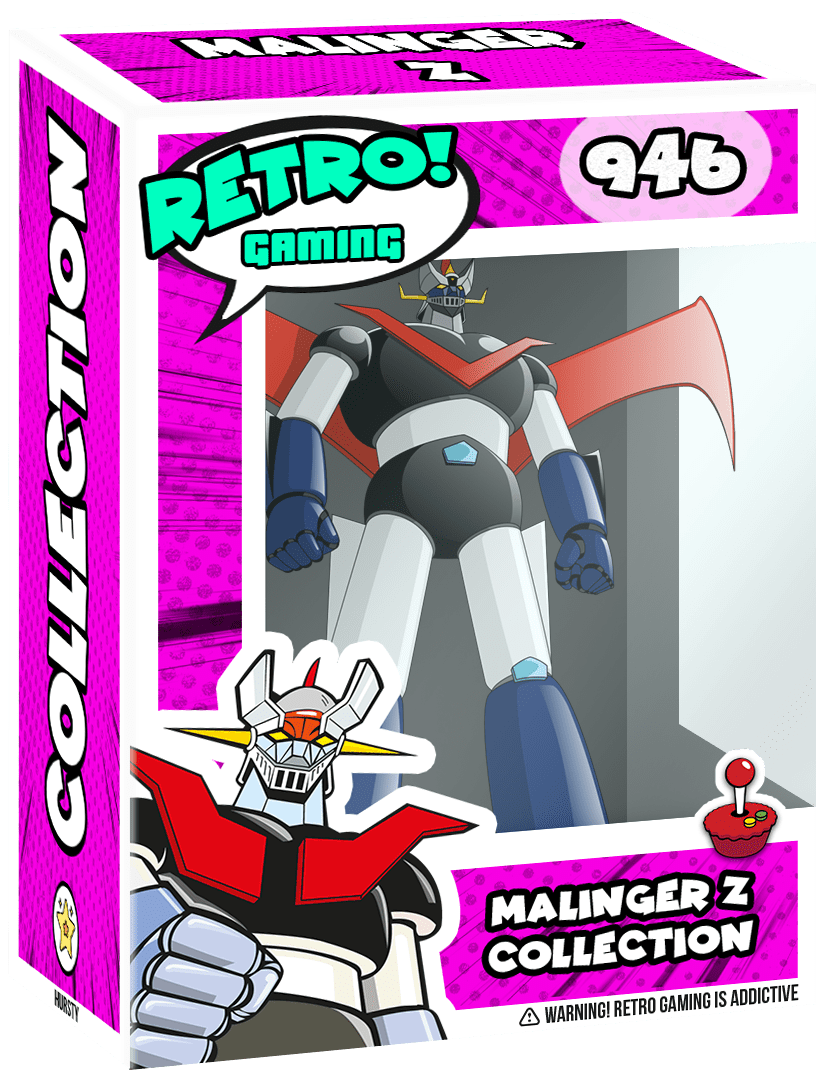 MALINGER
Z
COLLECTION
HURSTY
RETRO!
GAMING
946
MALINGER Z
COLLECTION
WARNING! RETRO GAMING IS ADDICTIVE